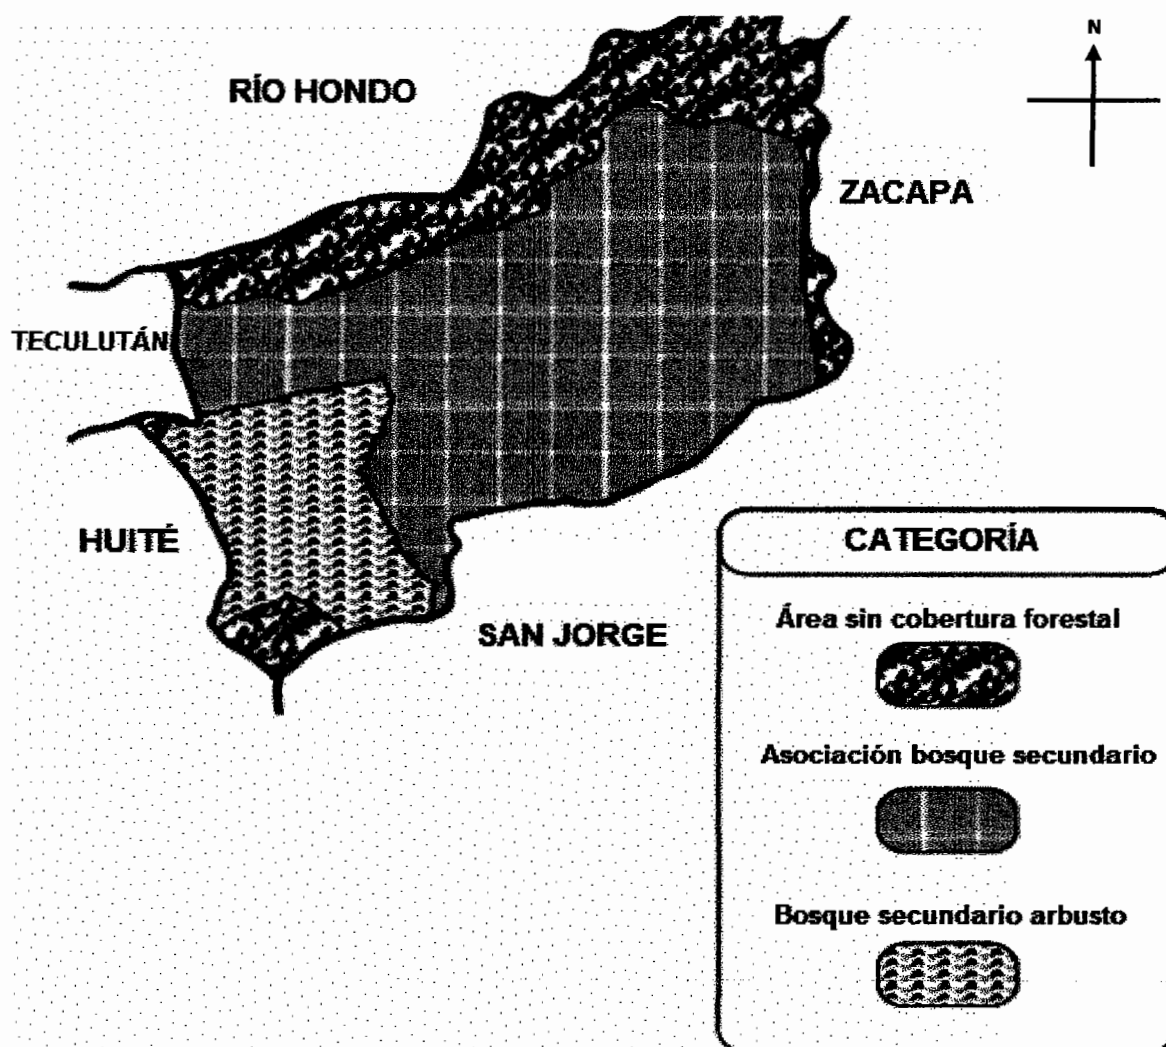 N
RÍO HONDO
ZACAPA
TECULUTÁN
HUITÉ
SAN JORGE
CATEGORÍA
Área sin cobertura forestal
Asociación bosque secundario
Bosque secundario arbusto